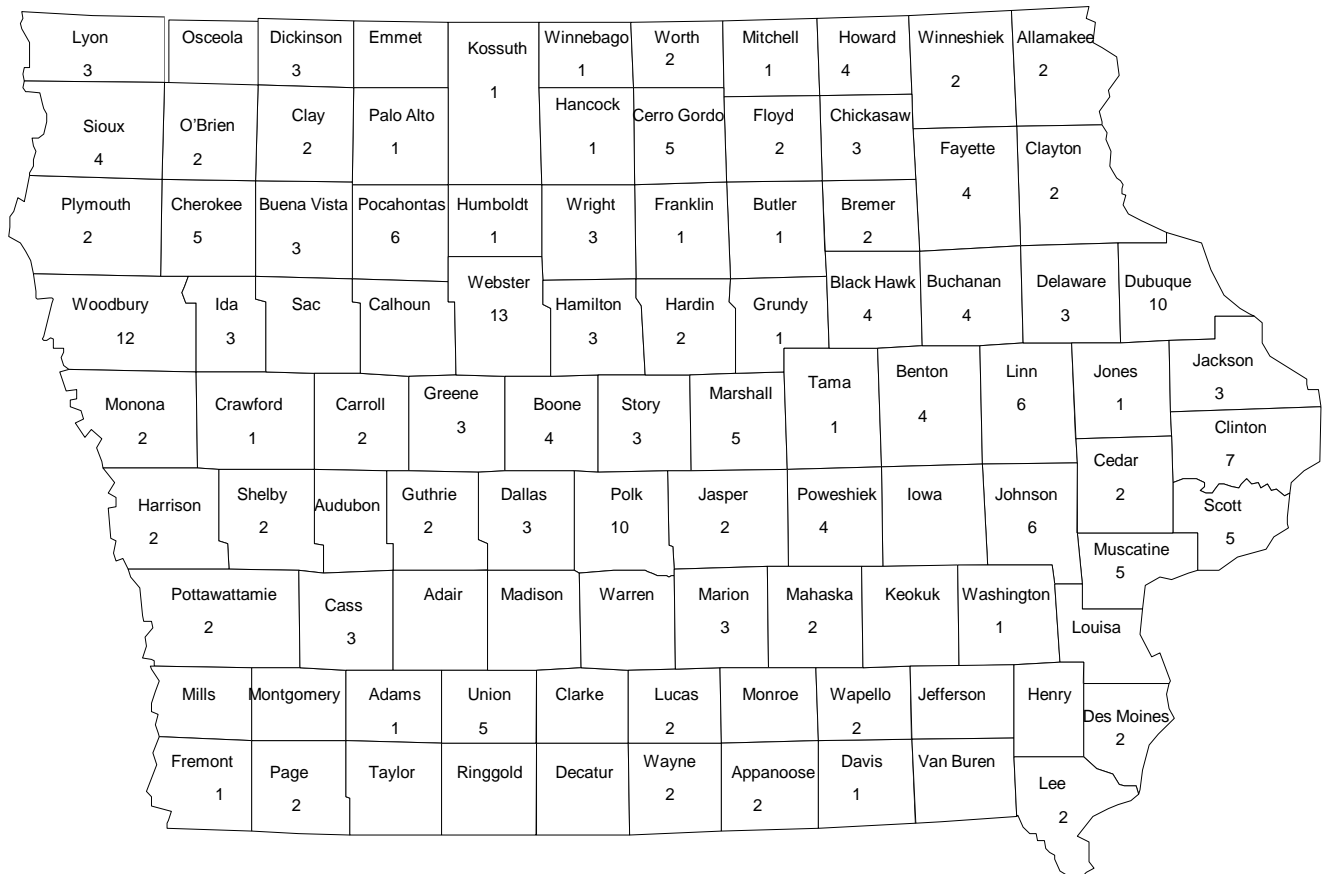 Lyon
3
Osceola
Dickinson
3
Emmet
Kossuth
1
Winnebago
1
Worth
2
Mitchell
1
Howard
4
Winneshiek
2
Allamakee
2
Sioux
4
O'Brien
2
Clay
2
Palo Alto
1
Hancock
1
Cerro Gordo
5
Floyd
2
Chickasaw
3
Fayette
4
Clayton
2
Plymouth
2
Cherokee
5
Buena Vista
3
Pocahontas
6
Humboldt
1
Wright
3
Franklin
1
Butler
1
Bremer
2
Woodbury
12
Ida
3
Sac
Calhoun
Webster
13
Hamilton
3
Hardin
2
Grundy
1
Black Hawk
4
Buchanan
4
Delaware
3
Dubuque
10
Monona
2
Crawford
1
Carroll
2
Greene
3
Boone
4
Story
3
Marshall
5
Tama
1
Benton
4
Linn
6
Jones
1
Jackson
3
Clinton
7
Cedar
2
Harrison
2
Shelby
2
Audubon
Guthrie
2
Dallas
3
Polk
10
Jasper
2
Poweshiek
4
Iowa
Johnson
6
Scott
5
Muscatine
5
Pottawattamie
2
Cass
3
Adair
Madison
Warren
Marion
3
Mahaska
2
Keokuk
Washington
1
Louisa
Mills
Montgomery
Adams
1
Union
5
Clarke
Lucas
2
Monroe
Wapello
2
Jefferson
Henry
Des Moines
2
Fremont
1
Page
2
Taylor
Ringgold
Decatur
Wayne
2
Appanoose
2
Davis
1
Van Buren
Lee
2